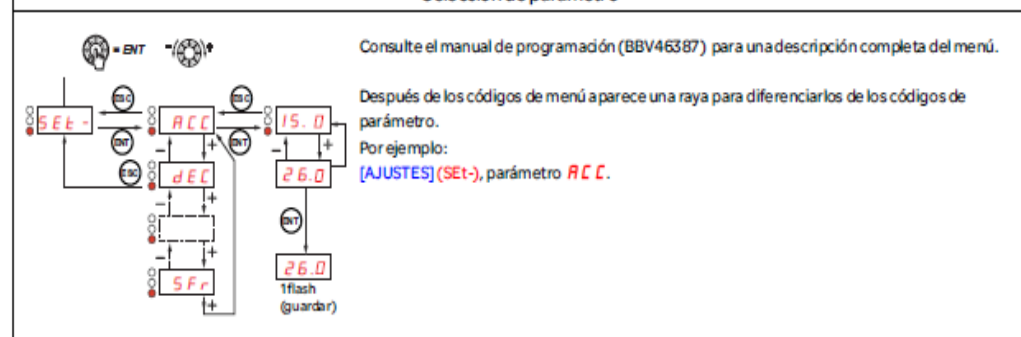 = ENT
- +
Consulte el manual de programación (BBV46387) para una descripción completa del menú.
Después de los códigos de menú aparece una raya para diferenciarlos de los códigos de
parámetro.
Por ejemplo:
[AJUSTES] (SEt-), parámetro ACC.
ESC
ESC
SEt-
ACC
15.0
ENT
ENT
- +
- +
ESC
dEC
26.0
- +
ENT
- +
SFr
26.0
+
1 flash
(guardar)